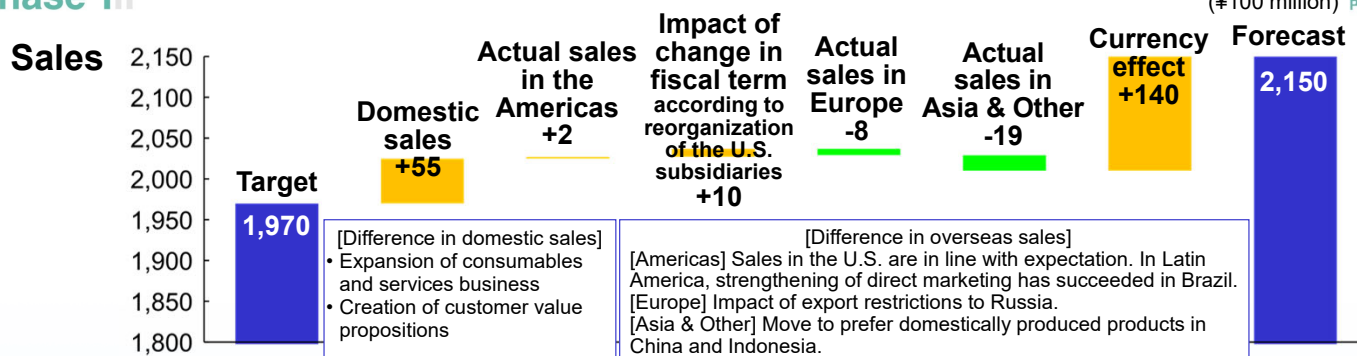 (¥100 million)
Sales
2,150
2,100
2,050
2,000
1,950
1,900
1,850
1,800
Target
1,970
Domestic
sales
+55
Actual sales
in the
Americas
+2
Impact of
change in
fiscal term
according to
reorganization
of the U.S.
subsidiaries
+10
Actual
sales in
Europe
-8
Actual
sales in
Asia & Other
-19
Currency
effect
+140
Forecast
2,150
[Difference in domestic sales]
• Expansion of consumables
and services business
• Creation of customer value
propositions
[Difference in overseas sales]
[Americas] Sales in the U.S. are in line with expectation. In Latin
America, strengthening of direct marketing has succeeded in Brazil.
[Europe] Impact of export restrictions to Russia.
[Asia & Other] Move to prefer domestically produced products in
China and Indonesia.